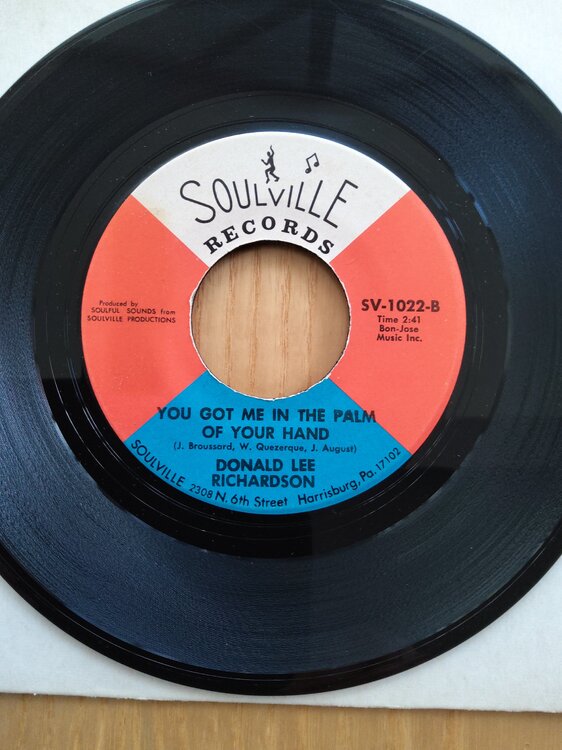 SOULVILLE
RECORDS
Produced by
SOULFUL SOUNDS from
SOULVILLE PRODUCTIONS
SV-1022-B
Time 2:41
Bon-Jose
Music Inc.
YOU GOT ME IN THE PALM
OF YOUR HAND
(J. Broussard, W. Quezerque, J. August)
DONALD LEE
RICHARDSON
SOULVILLE 2308 N. 6th Street Harrisburg, Pa. 17102